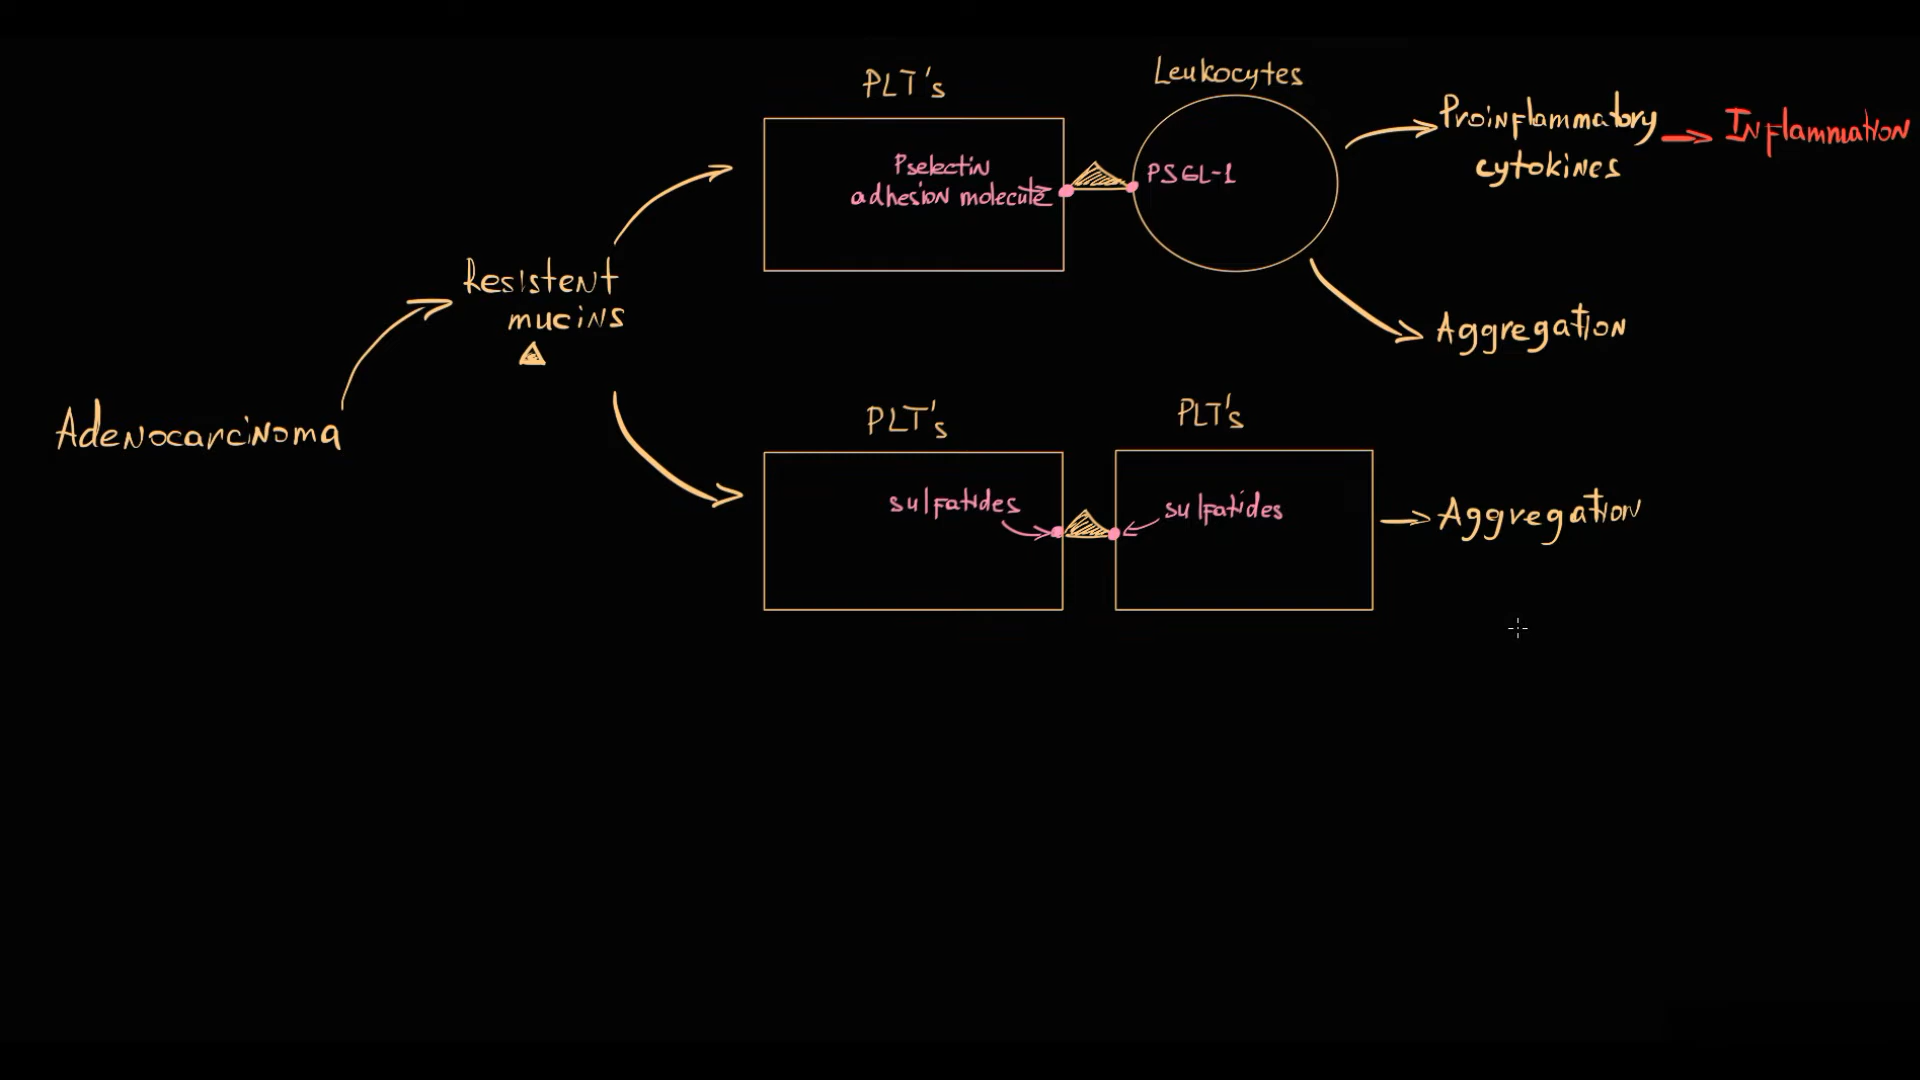 PLT's
Leukocytes
Pselectin
adhesion molecule
PSGL-1
Proinflammatory
cytokines
Inflammation
Resistent
mucins
Aggregation
Adenocarcinoma
PLT's
PLT's
sulfatides
sulfatides
Aggregation